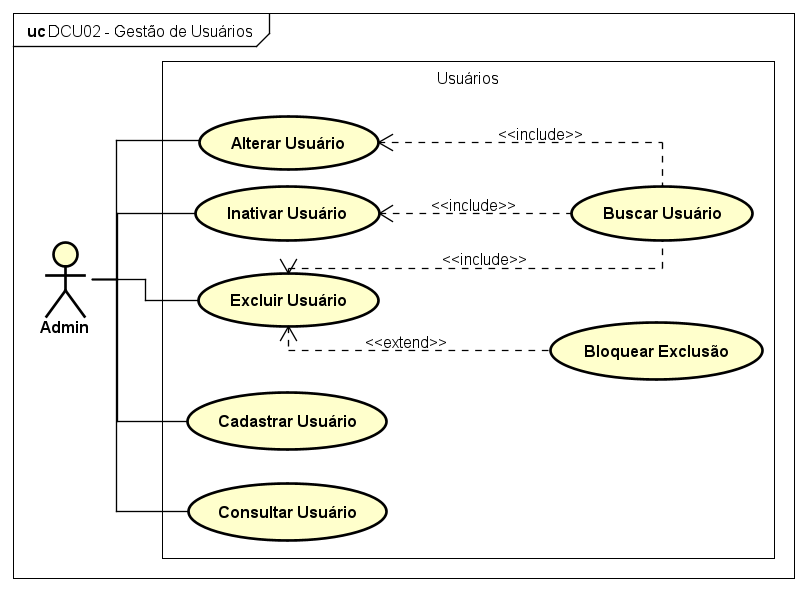 uc DCU02 - Gestão de Usuários
Usuários
Alterar Usuário
<<include>>
Inativar Usuário
<<include>>
Buscar Usuário
<<include>>
Excluir Usuário
Admin
<<extend>>
Bloquear Exclusão
Cadastrar Usuário
Consultar Usuário